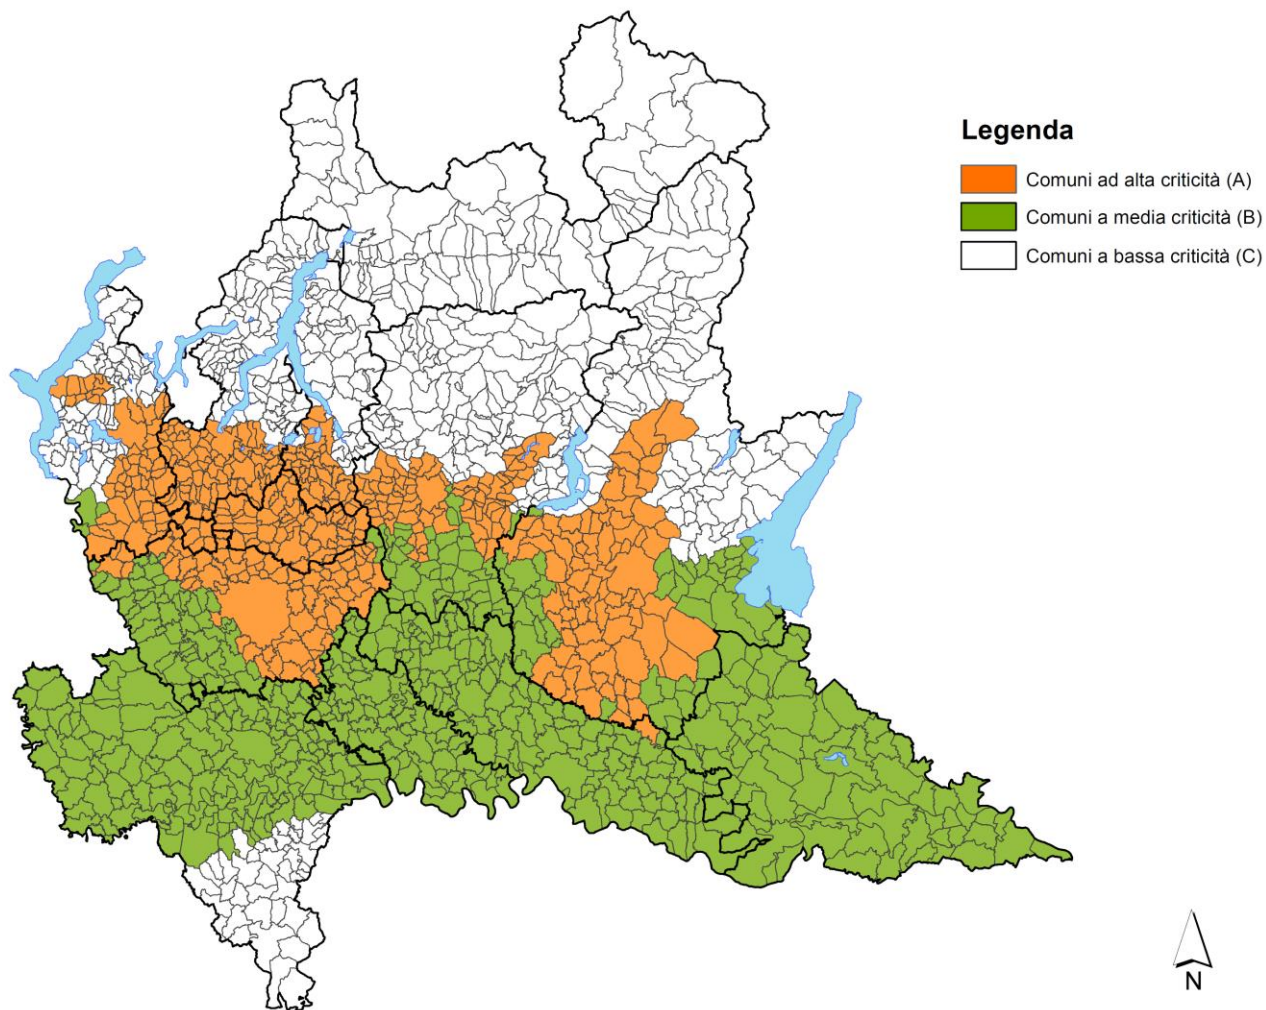 Legenda
Comuni ad alta criticità (A)
Comuni a media criticità (B)
Comuni a bassa criticità (C)
N